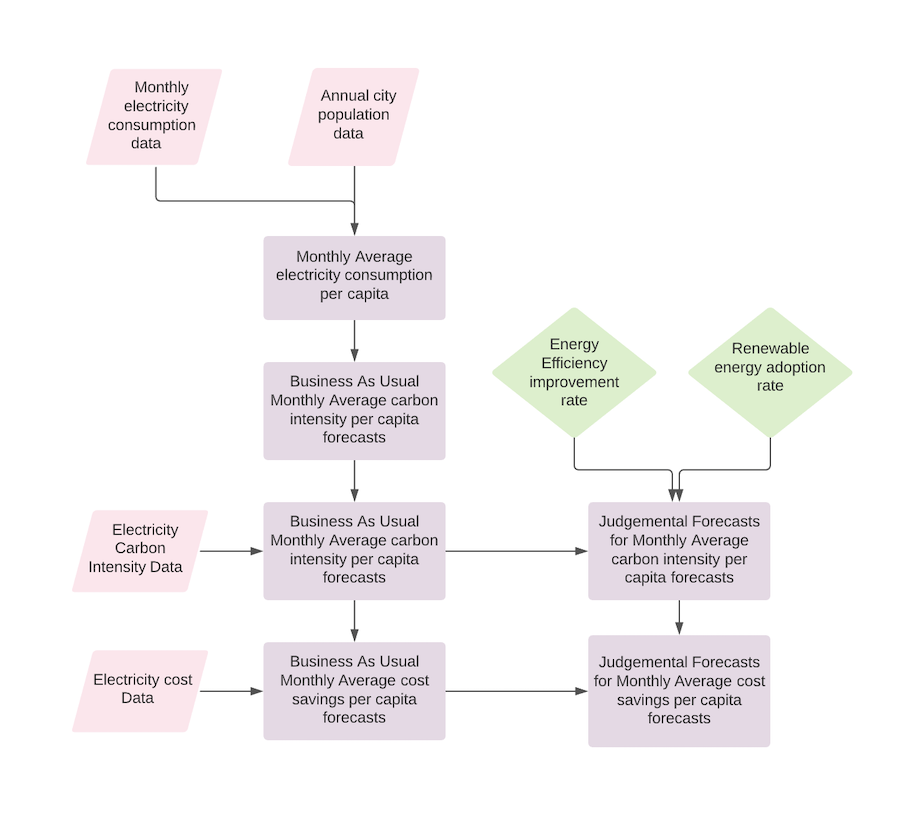 Monthly
electricity
consumption
data
Annual city
population
data
Monthly Average
electricity consumption
per capita
Business As Usual
Monthly Average carbon
intensity per capita
forecasts
Energy
Efficiency
improvement
rate
Renewable
energy adoption
rate
Electricity
Carbon
Intensity Data
Business As Usual
Monthly Average carbon
intensity per capita
forecasts
Judgemental Forecasts
for Monthly Average
carbon intensity per
capita forecasts
Electricity cost
Data
Business As Usual
Monthly Average cost
savings per capita
forecasts
Judgemental Forecasts
for Monthly Average cost
savings per capita
forecasts